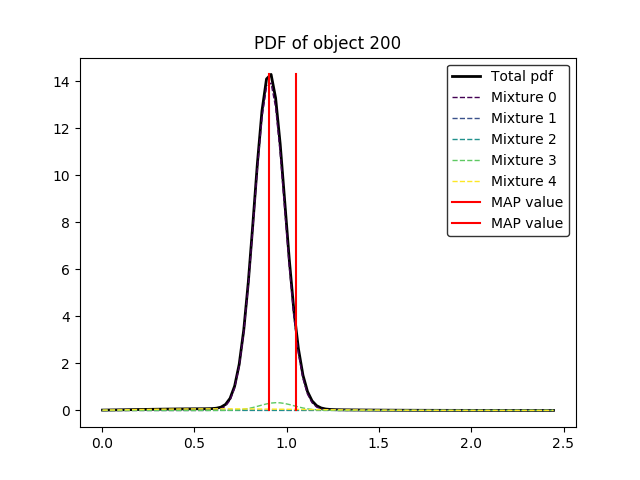 PDF of object 200
Total pdf
Mixture 0
Mixture 1
Mixture 2
Mixture 3
Mixture 4
MAP value
MAP value
14
12
10
8
6
4
2
0
0.0 0.5 1.0 1.5 2.0 2.5